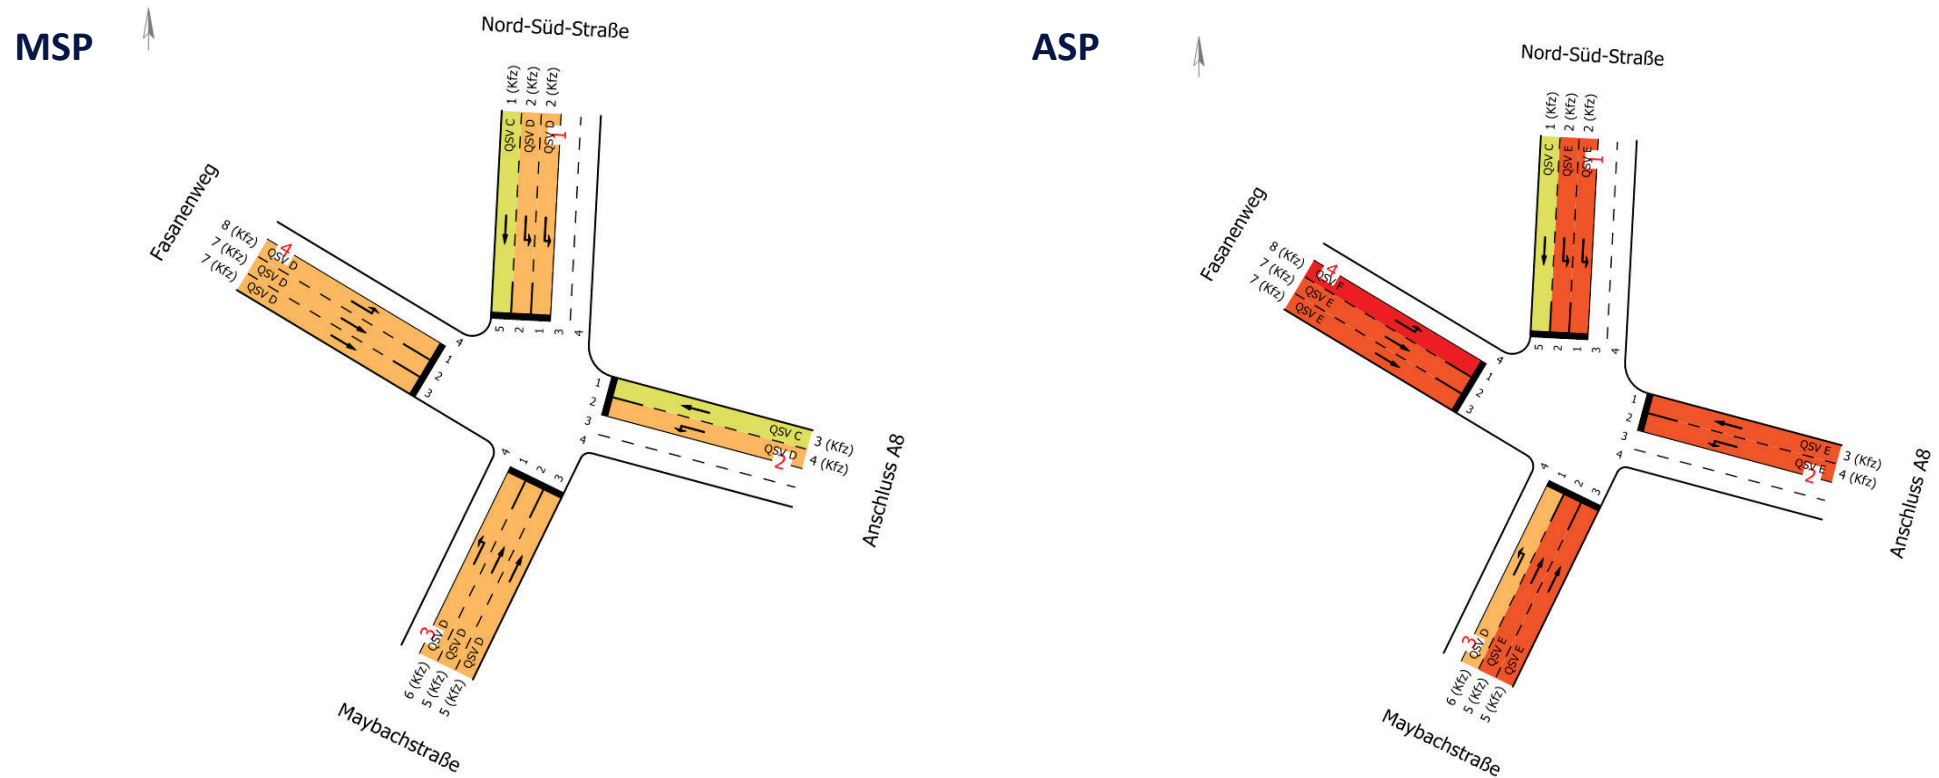 MSP
Nord-Süd-Straße
1 (Kfz)
2 (Kfz)
2 (Kfz)
QSV C
QSV D
QSV D
1
5
2
1
3
4
Fasanenweg
8 (Kfz)
7 (Kfz)
7 (Kfz)
4
QSV D
QSV D
QSV D
4
1
2
3
1
2
3
4
QSV C
QSV D
2
3 (Kfz)
4 (Kfz)
Anschluss A8
4
1
2
3
3
QSV D
QSV D
QSV D
6 (Kfz)
5 (Kfz)
5 (Kfz)
Maybachstraße
ASP
Nord-Süd-Straße
1 (Kfz)
2 (Kfz)
2 (Kfz)
QSV C
QSV E
QSV E
1
5
2
1
3
4
Fasanenweg
8 (Kfz)
7 (Kfz)
7 (Kfz)
4
QSV F
QSV E
QSV E
4
1
2
3
1
2
3
4
QSV E
QSV E
2
3 (Kfz)
4 (Kfz)
Anschluss A8
4
1
2
3
3
QSV D
QSV E
QSV E
6 (Kfz)
5 (Kfz)
5 (Kfz)
Maybachstraße